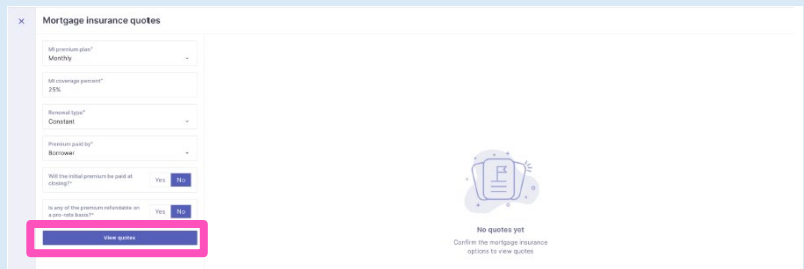 × Mortgage insurance quotes
MI premium plan*
Monthly
MI coverage percent*
25%
Renewal type*
Constant
Premium paid by*
Borrower
Will the initial premium be paid at
closing?*
Yes No
Is any of the premium refundable on
a pro-rata basis?*
Yes No
View quotes
No quotes yet
Confirm the mortgage insurance
options to view quotes